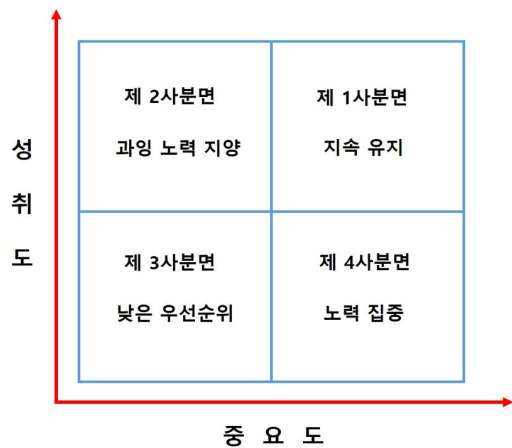 성취도
제 2사분면
과잉 노력 지양
제 1사분면
지속 유지
제 3사분면
낮은 우선순위
제 4사분면
노력 집중
중 요 도